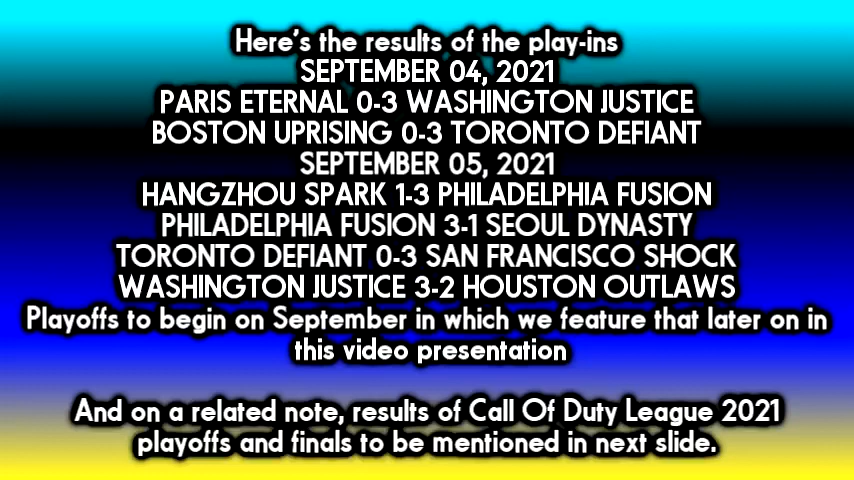 Here's the results of the play-ins
SEPTEMBER 04, 2021
PARIS ETERNAL 0-3 WASHINGTON JUSTICE
BOSTON UPRISING 0-3 TORONTO DEFIANT
SEPTEMBER 05, 2021
HANGZHOU SPARK 1-3 PHILADELPHIA FUSION
PHILADELPHIA FUSION 3-1 SEOUL DYNASTY
TORONTO DEFIANT 0-3 SAN FRANCISCO SHOCK
WASHINGTON JUSTICE 3-2 HOUSTON OUTLAWS
Playoffs to begin on September in which we feature that later on in
this video presentation
And on a related note, results of Call Of Duty League 2021
playoffs and finals to be mentioned in next slide.